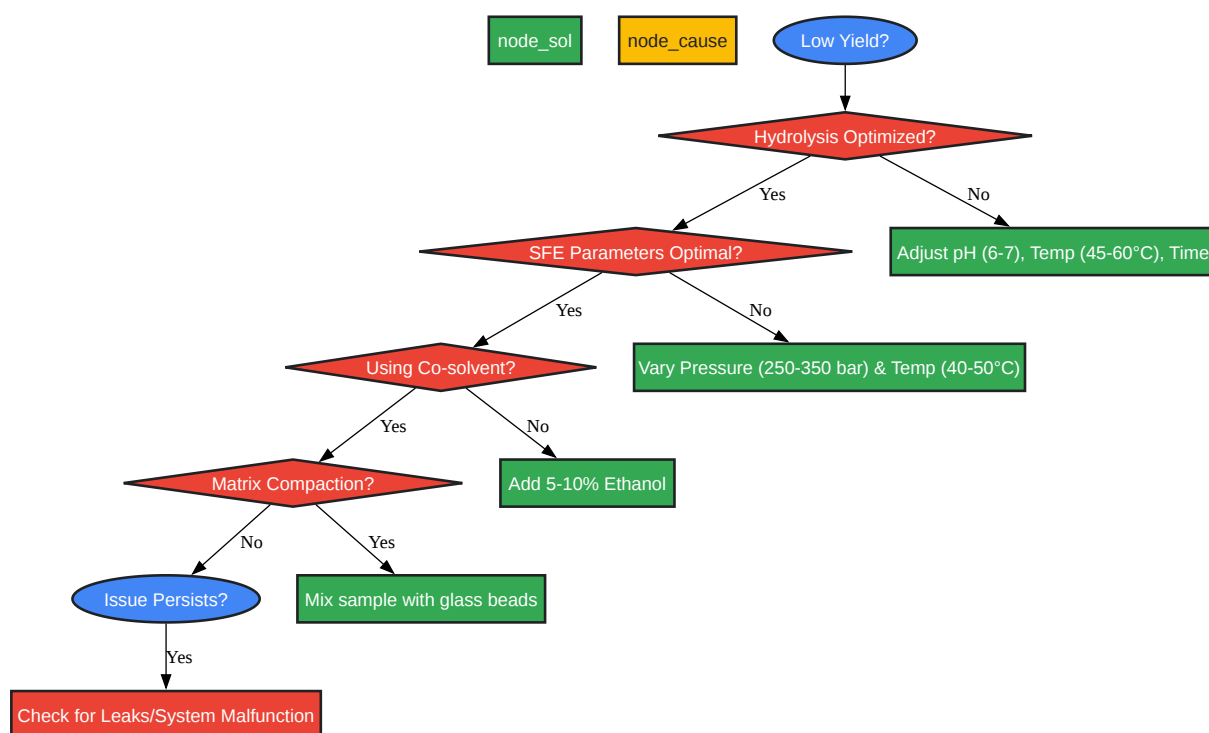 node_sol
node_cause
Low Yield?
Hydrolysis Optimized?
Yes
No
SFE Parameters Optimal?
Adjust pH (6-7), Temp (45-60°C), Time
Yes
No
Using Co-solvent?
Vary Pressure (250-350 bar) & Temp (40-50°C)
Yes
No
Matrix Compaction?
Add 5-10% Ethanol
No
Yes
Issue Persists?
Mix sample with glass beads
Yes
Check for Leaks/System Malfunction